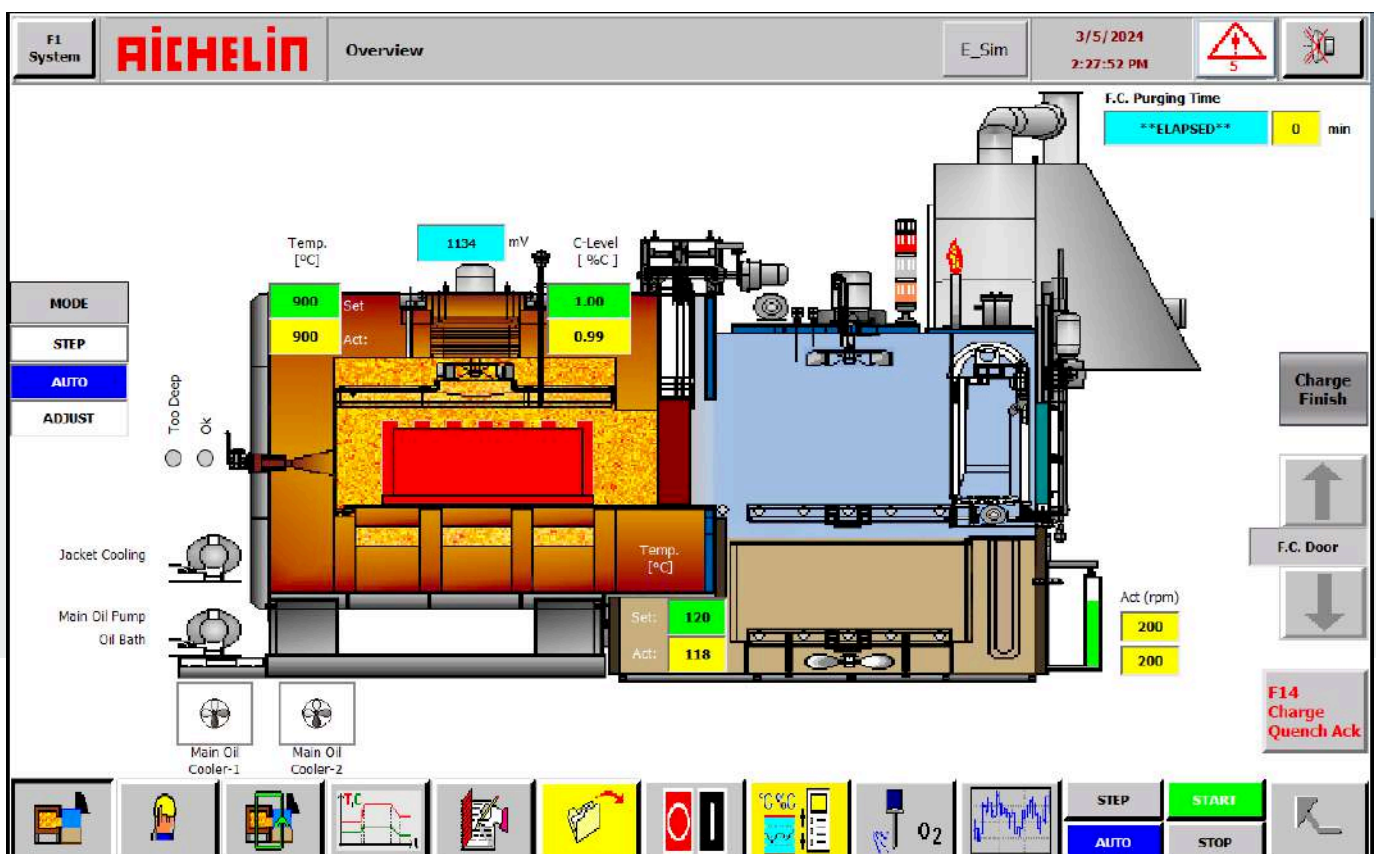 F1
System
AICHELIN
Overview
E_Sim
3/5/2024
2:27:52 PM
5
F.C. Purging Time
**ELAPSED**
0
min
Temp.
[ºC]
1134
mV
C-Level
[ %C ]
900
Set
1.00
900
Act:
0.99
MODE
STEP
AUTO
ADJUST
Too Deep
Ok
Charge
Finish
F.C. Door
Jacket Cooling
Temp.
[ºC]
Main Oil Pump
Oil Bath
Set:
120
Act:
118
Act (rpm)
200
200
F14
Charge
Quench Ack
Main Oil
Cooler-1
Main Oil
Cooler-2
T,C
t
°C %C
O2
STEP
START
AUTO
STOP